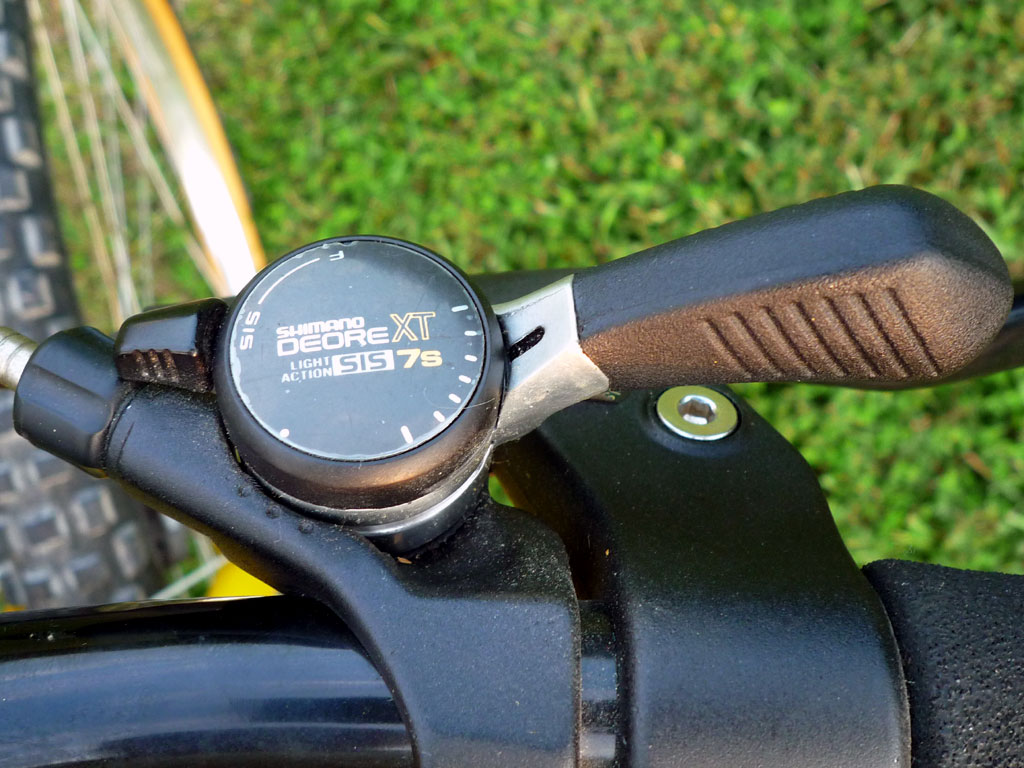 F
SIS
SHIMANO
DEORE XT
LIGHT
ACTION SIS 7s